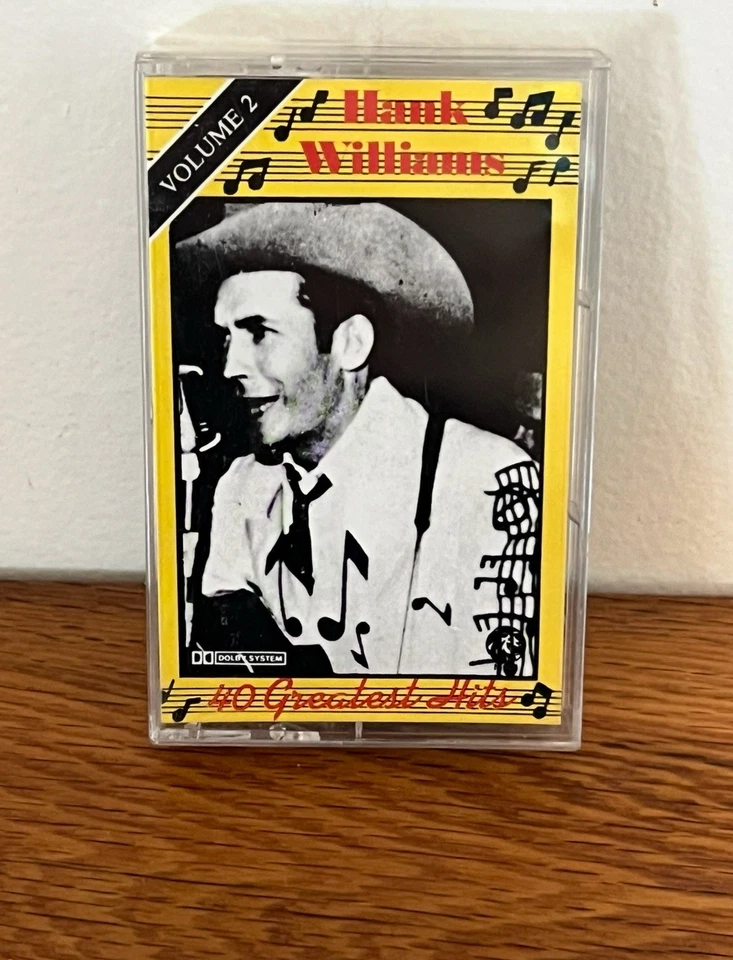 VOLUME 2
Hank
Williams
DOLBY SYSTEM
40 Greatest Hits